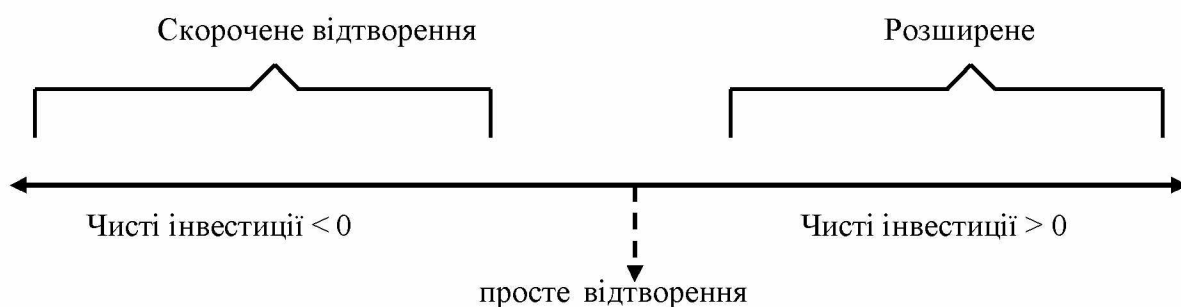 Скорочене відтворення
Розширене
Чисті інвестиції < 0
Чисті інвестиції > 0
просте відтворення